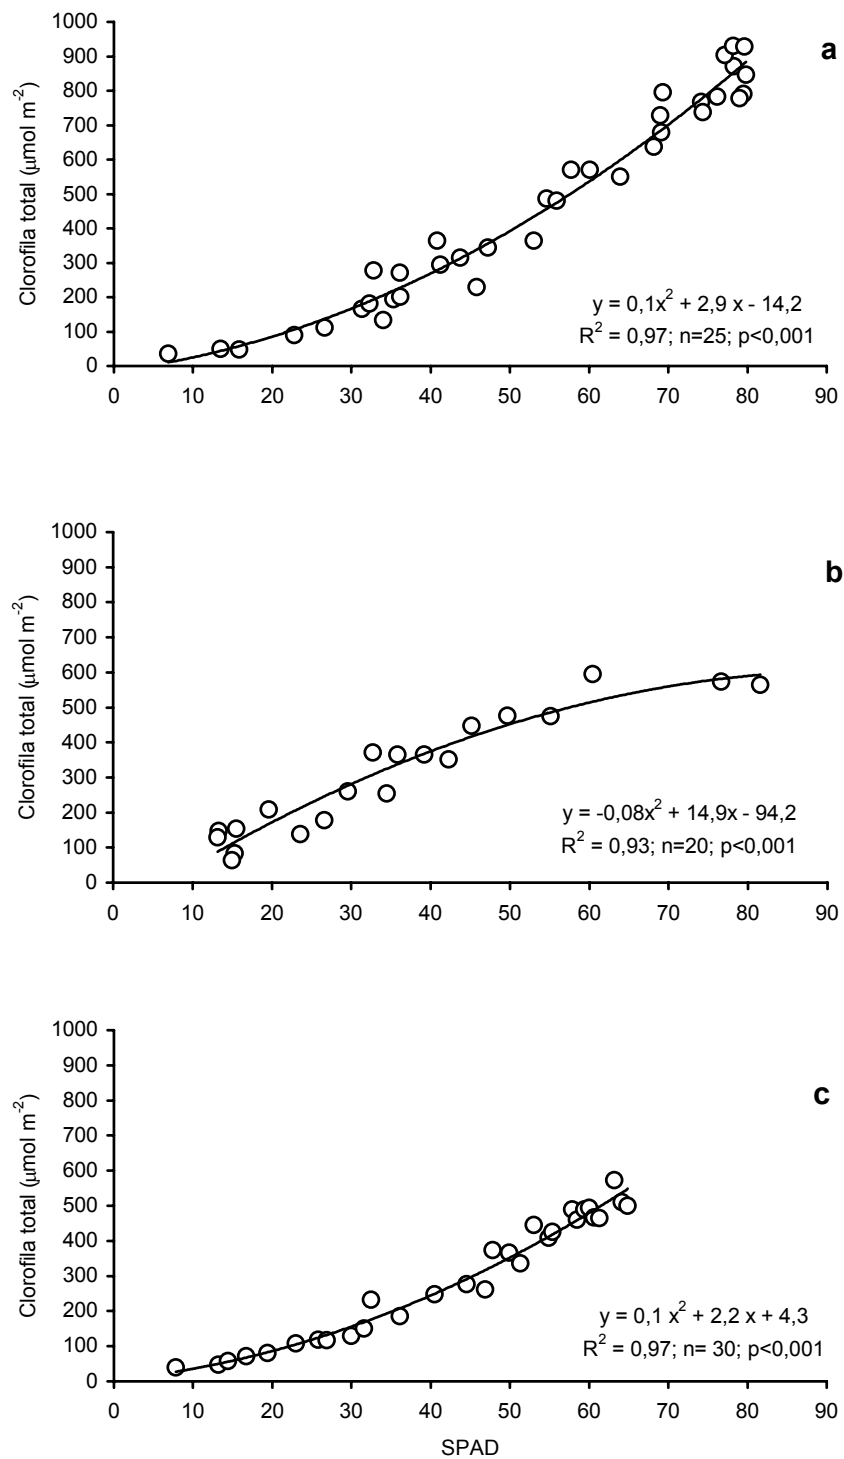 a
Clorofila total (µmol m⁻²)
1000
900
800
700
600
500
400
300
200
100
0
y = 0,1x² + 2,9 x - 14,2
R² = 0,97; n=25; p<0,001
0 10 20 30 40 50 60 70 80 90
b
Clorofila total (µmol m⁻²)
1000
900
800
700
600
500
400
300
200
100
0
y = -0,08x² + 14,9x - 94,2
R² = 0,93; n=20; p<0,001
0 10 20 30 40 50 60 70 80 90
c
Clorofila total (µmol m⁻²)
1000
900
800
700
600
500
400
300
200
100
0
y = 0,1 x² + 2,2 x + 4,3
R² = 0,97; n= 30; p<0,001
0 10 20 30 40 50 60 70 80 90
SPAD